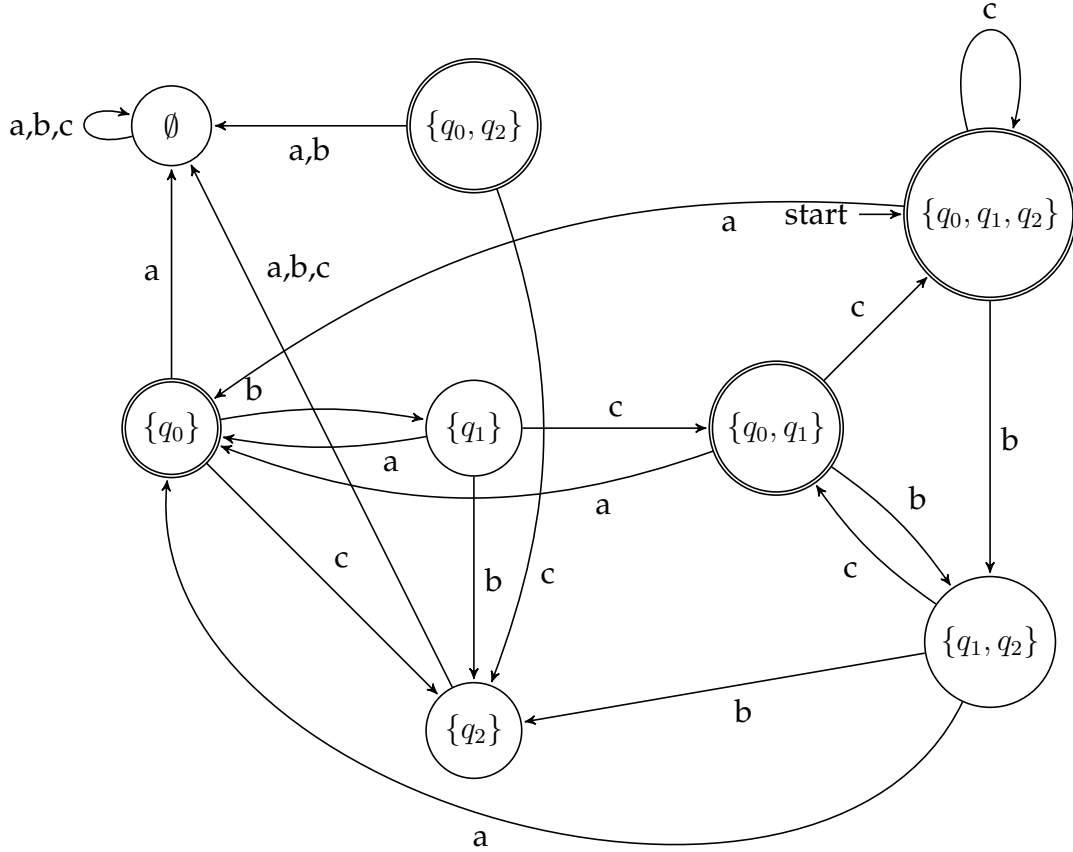 c
∅
{q₀, q₂}
a,b,c
a,b
start
{q₀, q₁, q₂}
a
a,b,c
a
c
b
{q₀}
{q₁}
c
{q₀, q₁}
a
b
a
b
c
b
c
c
{q₁, q₂}
b
{q₂}
a